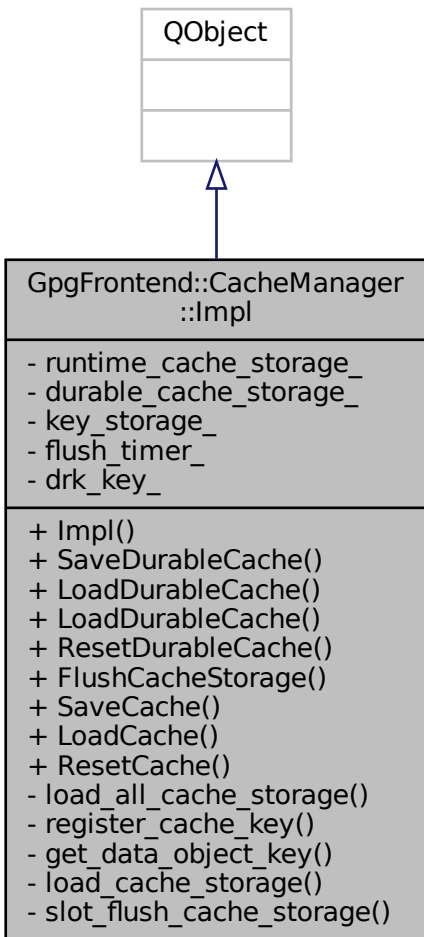 QObject
GpgFrontend::CacheManager
::Impl
- runtime_cache_storage_
- durable_cache_storage_
- key_storage_
- flush_timer_
- drk_key_
+ Impl()
+ SaveDurableCache()
+ LoadDurableCache()
+ LoadDurableCache()
+ ResetDurableCache()
+ FlushCacheStorage()
+ SaveCache()
+ LoadCache()
+ ResetCache()
- load_all_cache_storage()
- register_cache_key()
- get_data_object_key()
- load_cache_storage()
- slot_flush_cache_storage()